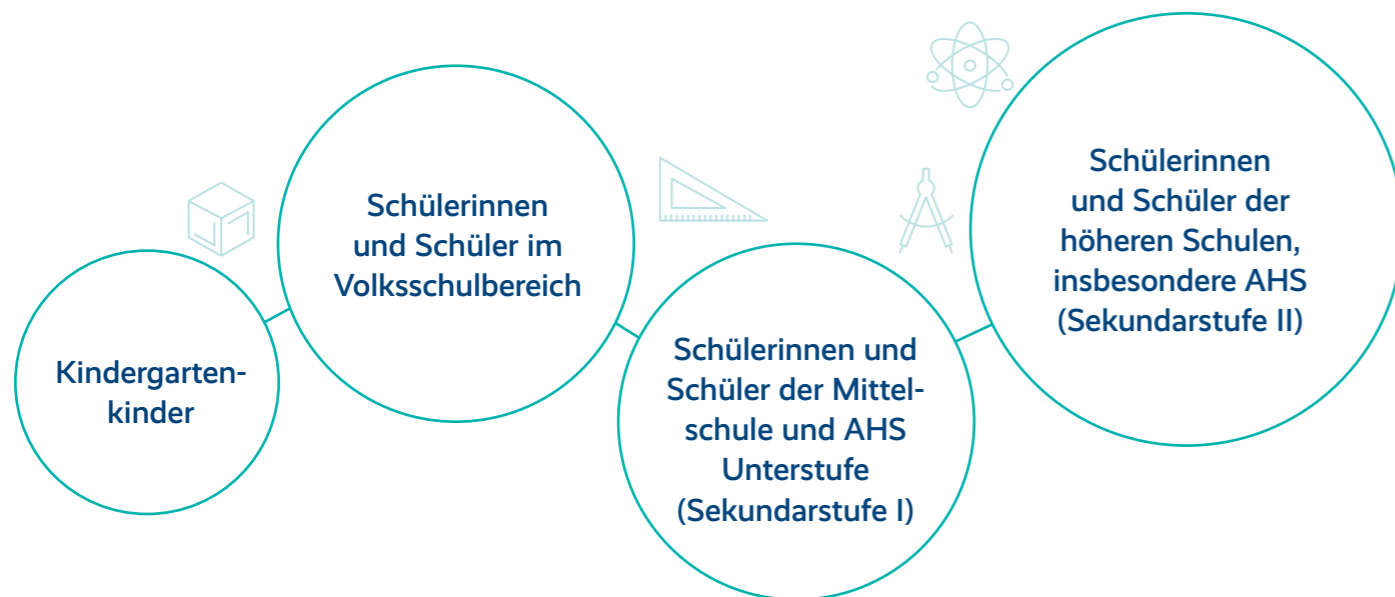 Kindergarten-
kinder
Schülerinnen
und Schüler im
Volksschulbereich
Schülerinnen und
Schüler der Mittel-
schule und AHS
Unterstufe
(Sekundarstufe I)
Schülerinnen
und Schüler der
höheren Schulen,
insbesondere AHS
(Sekundarstufe II)